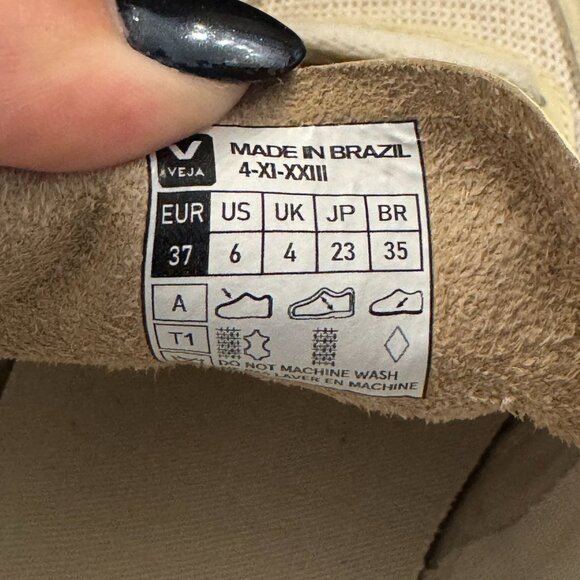 VEJA
MADE IN BRAZIL
4-XI-XXIII
EUR US UK JP BR
37 6 4 23 35
A
T1
DO NOT MACHINE WASH
LAVER EN MACHINE